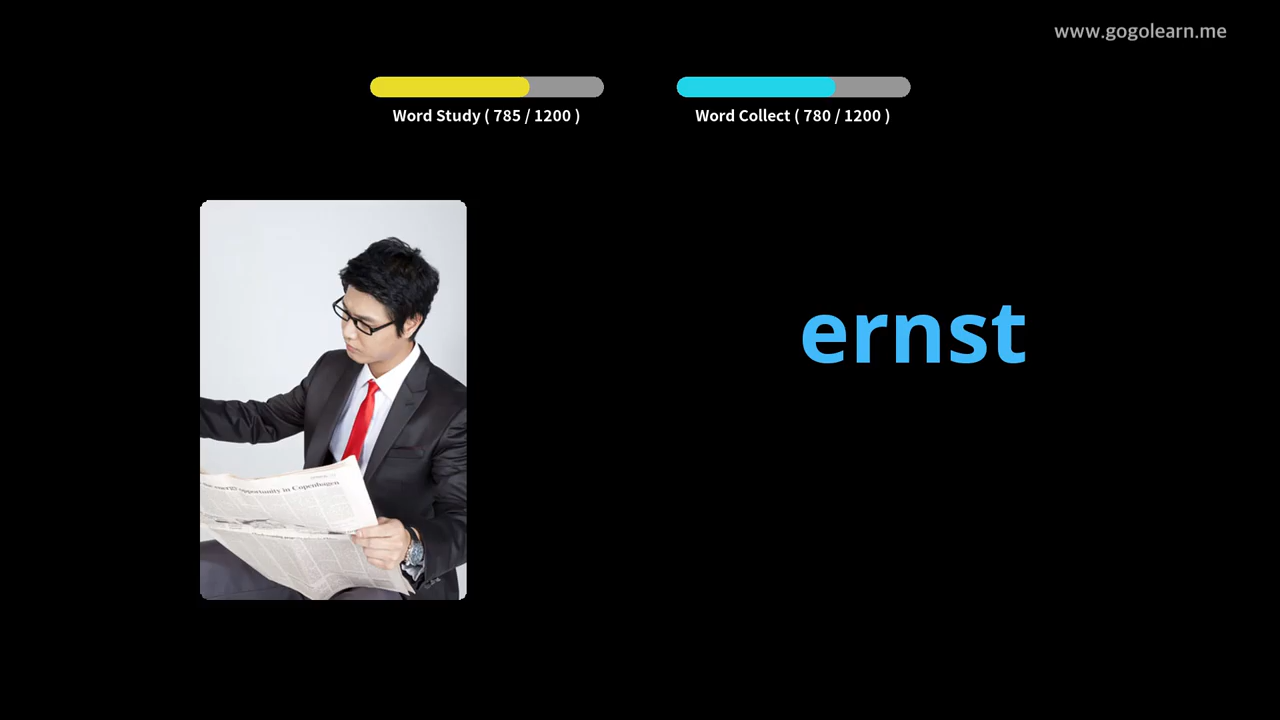 www.gogolearn.me
Word Study ( 785 / 1200 )
Word Collect ( 780 / 1200 )
ernst
opportunity in Copenhagen